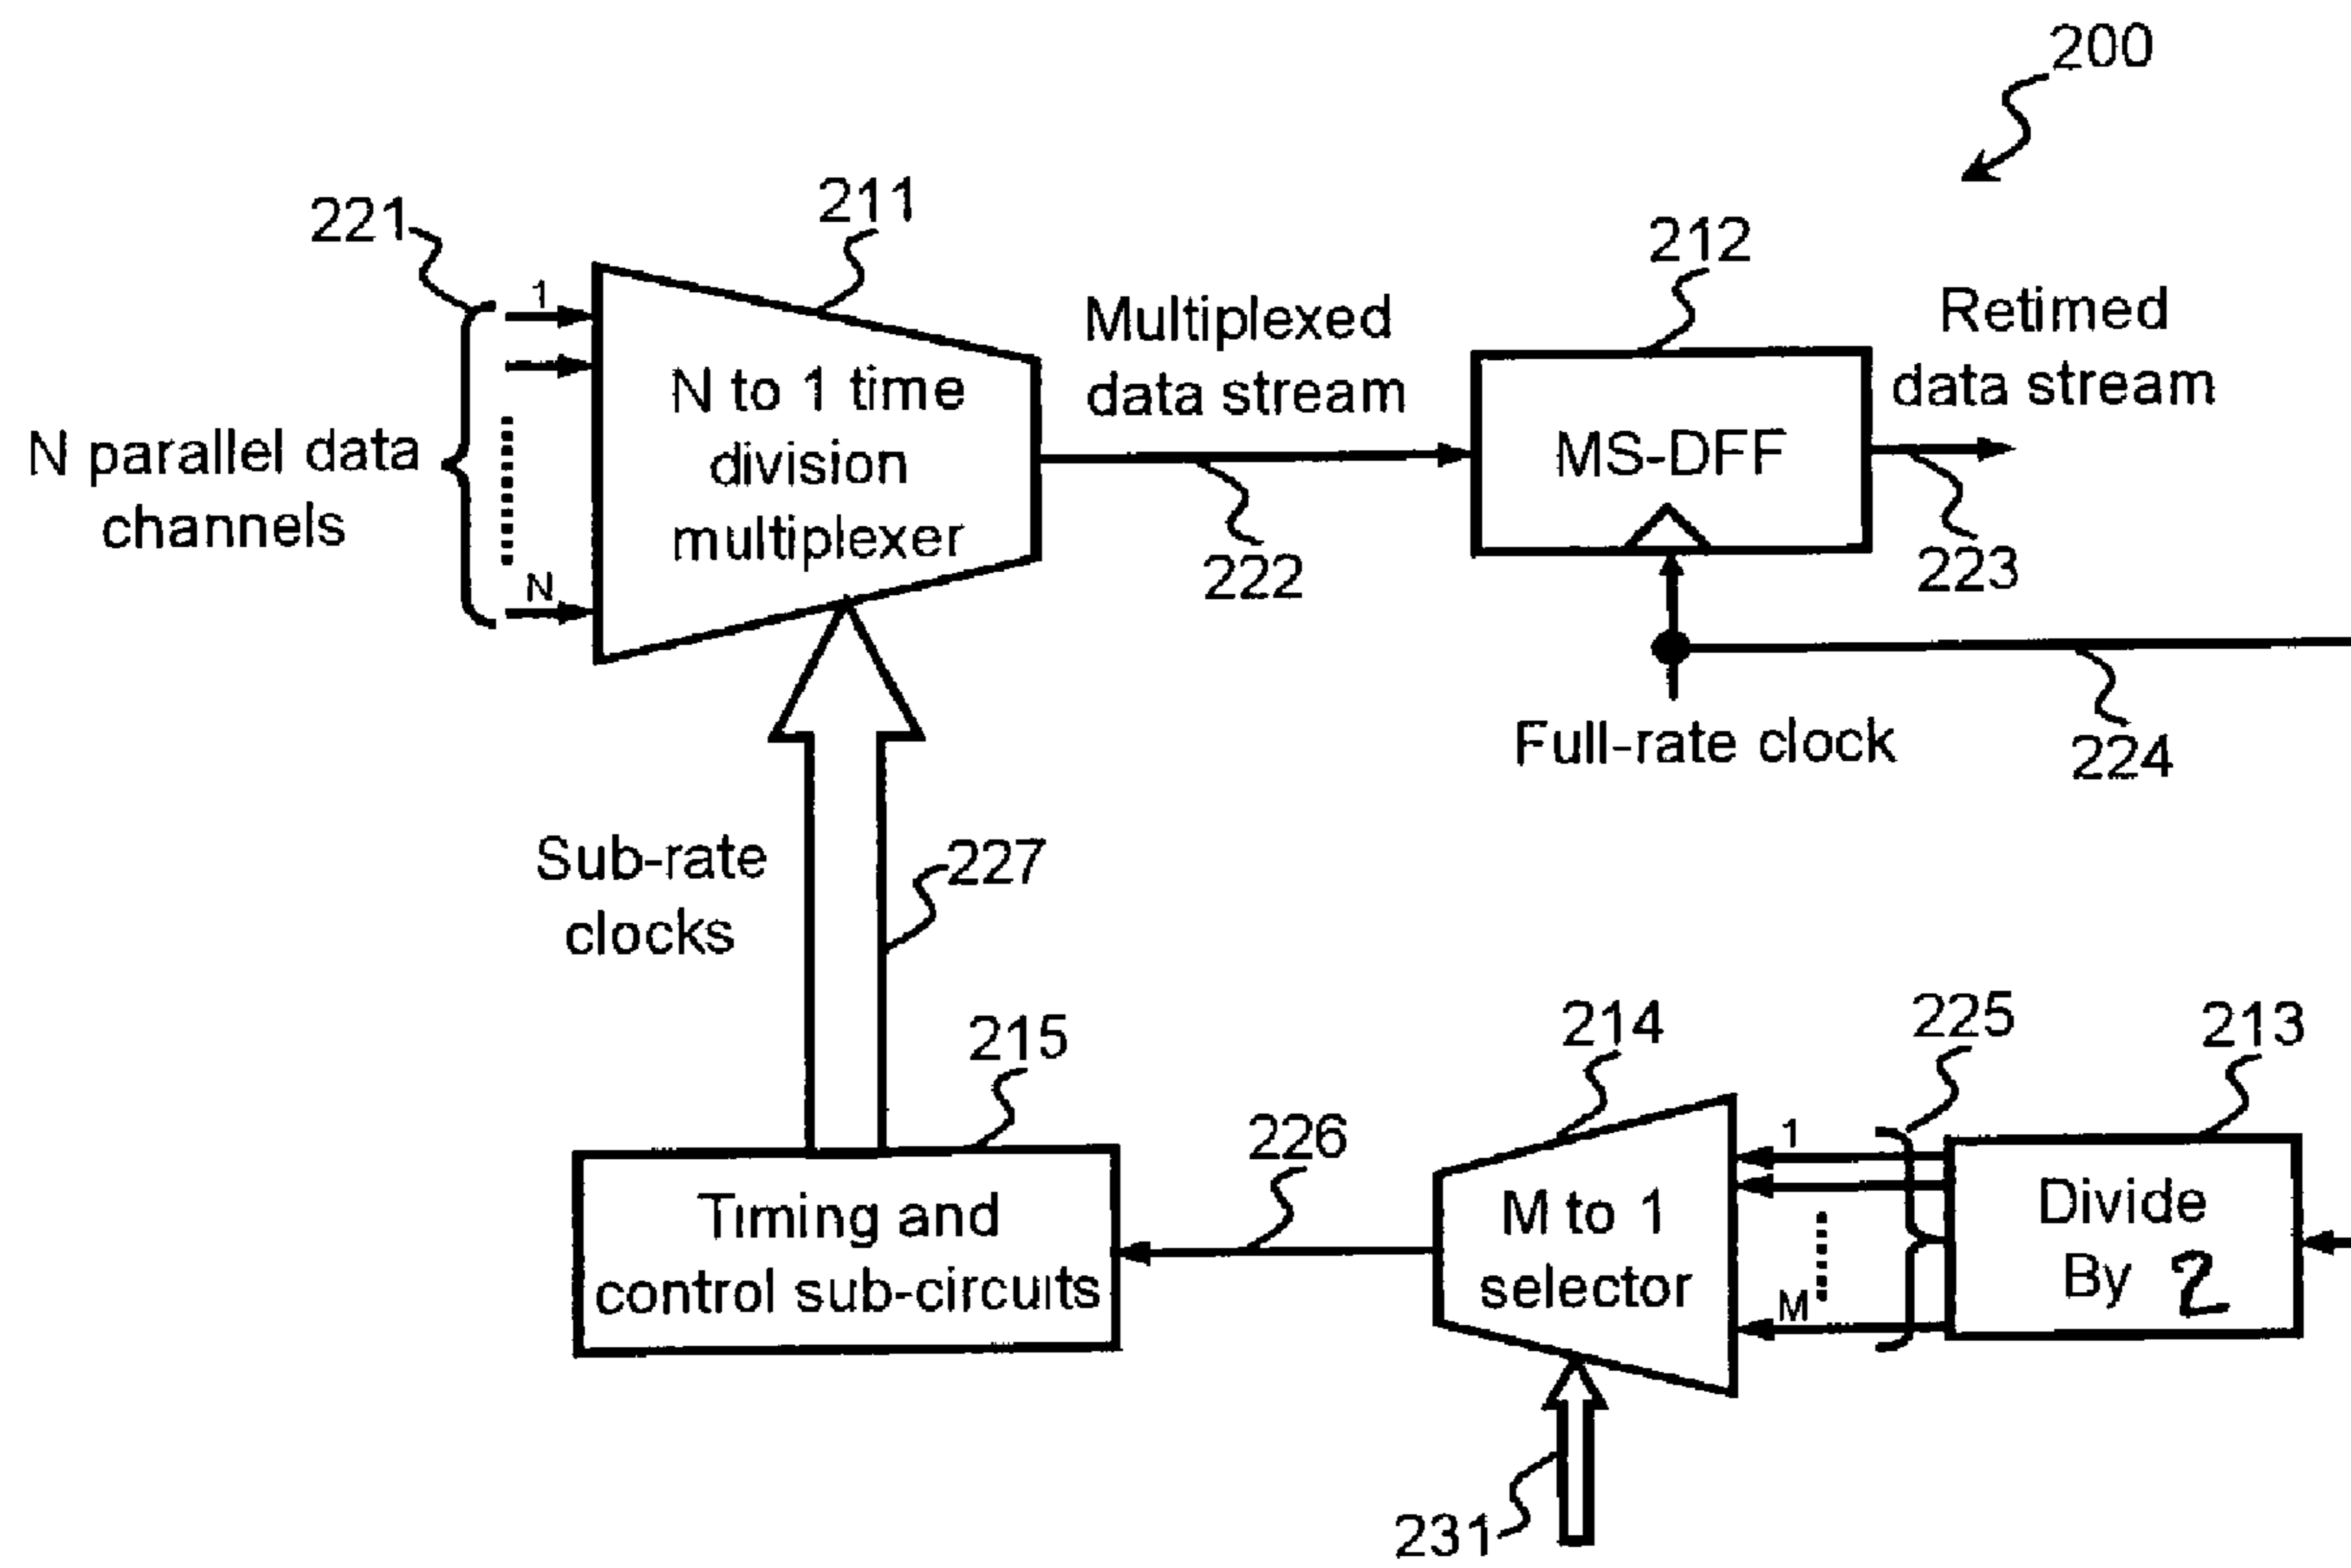 200
221
211
212
1
Multiplexed
data stream
Retimed
data stream
N to 1 time
division
multiplexer
MS-DFF
N parallel data
channels
N
222
223
Full-rate clock
224
Sub-rate
clocks
227
215
214
225
213
226
1
Timing and
control sub-circuits
M to 1
selector
M
Divide
By 2
231